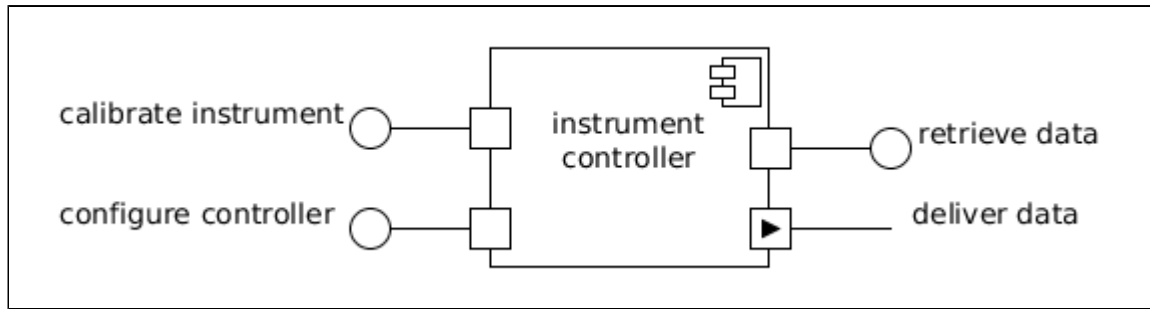 calibrate instrument
configure controller
instrument
controller
retrieve data
deliver data